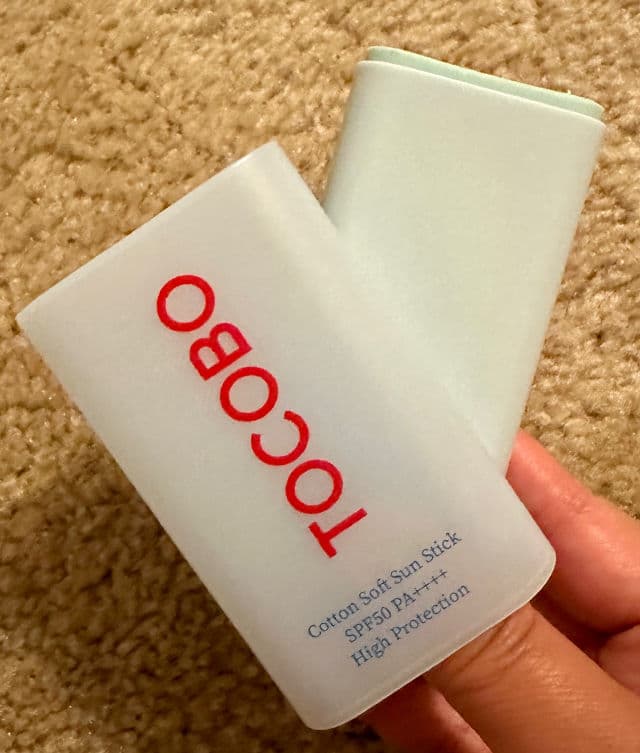 TOCOBO
Cotton Soft Sun Stick
SPF50 PA++++
High Protection